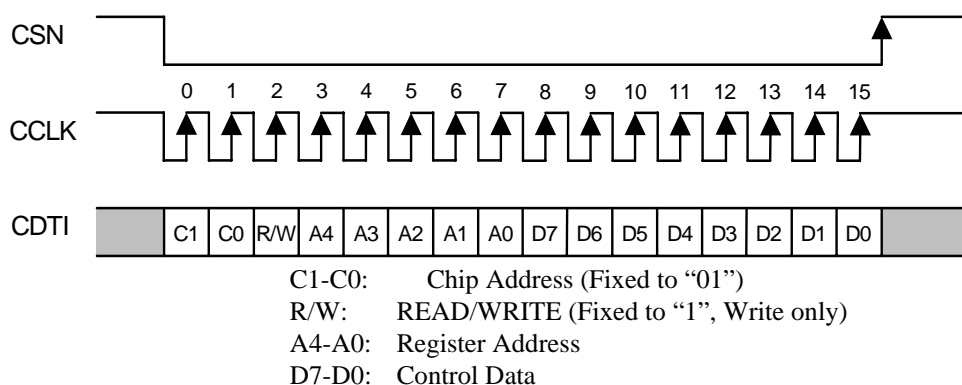 CSN
0 1 2 3 4 5 6 7 8 9 10 11 12 13 14 15
CCLK
CDTI C1 C0 R/W A4 A3 A2 A1 A0 D7 D6 D5 D4 D3 D2 D1 D0
C1-C0: Chip Address (Fixed to “01”)
R/W: READ/WRITE (Fixed to “1”, Write only)
A4-A0: Register Address
D7-D0: Control Data